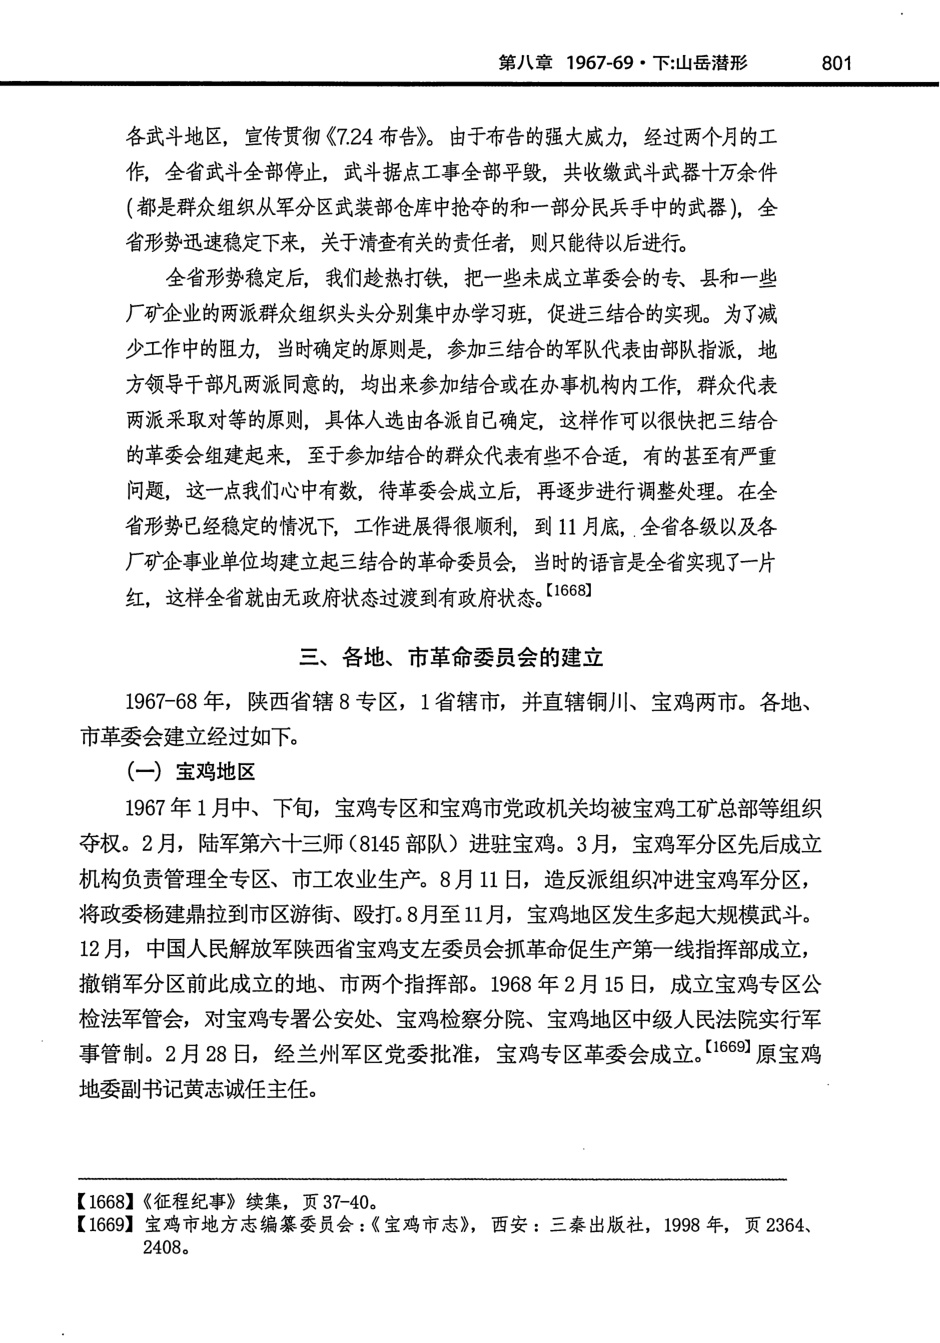 第八章 1967-69·下:山岳潜形 801
各武斗地区，宣传贯彻《7.24布告》。由于布告的强大威力，经过两个月的工
作，全省武斗全部停止，武斗据点工事全部平毁，共收缴武斗武器十万余件
(都是群众组织从军分区武装部仓库中抢夺的和一部分民兵手中的武器)，全
省形势迅速稳定下来，关于清查有关的责任者，则只能待以后进行。
全省形势稳定后，我们趁热打铁，把一些未成立革委会的专、县和一些
厂矿企业的两派群众组织头头分别集中办学习班，促进三结合的实现。为了减
少工作中的阻力，当时确定的原则是，参加三结合的军队代表由部队指派，地
方领导干部凡两派同意的，均出来参加结合或在办事机构内工作，群众代表
两派采取对等的原则，具体人选由各派自己确定，这样作可以很快把三结合
的革委会组建起来，至于参加结合的群众代表有些不合适，有的甚至有严重
问题，这一点我们心中有数，待革委会成立后，再逐步进行调整处理。在全
省形势已经稳定的情况下，工作进展得很顺利，到11月底，全省各级以及各
厂矿企事业单位均建立起三结合的革命委员会，当时的语言是全省实现了一片
红，这样全省就由无政府状态过渡到有政府状态。【1668】
三、各地、市革命委员会的建立
1967-68年，陕西省辖8专区，1省辖市，并直辖铜川、宝鸡两市。各地、
市革委会建立经过如下。
(一) 宝鸡地区
1967年1月中、下旬，宝鸡专区和宝鸡市党政机关均被宝鸡工矿总部等组织
夺权。2月，陆军第六十三师（8145部队）进驻宝鸡。3月，宝鸡军分区先后成立
机构负责管理全专区、市工农业生产。8月11日，造反派组织冲进宝鸡军分区，
将政委杨建鼎拉到市区游街、殴打。8月至11月，宝鸡地区发生多起大规模武斗。
12月，中国人民解放军陕西省宝鸡支左委员会抓革命促生产第一线指挥部成立，
撤销军分区前此成立的地、市两个指挥部。1968年2月15日，成立宝鸡专区公
检法军管会，对宝鸡专署公安处、宝鸡检察分院、宝鸡地区中级人民法院实行军
事管制。2月28日，经兰州军区党委批准，宝鸡专区革委会成立。【1669】原宝鸡
地委副书记黄志诚任主任。
【1668】《征程纪事》续集，页37-40。
【1669】宝鸡市地方志编纂委员会:《宝鸡市志》，西安：三秦出版社，1998年，页2364、
2408。